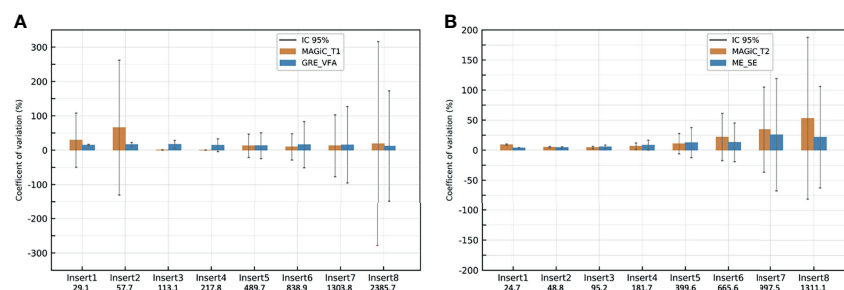 A
IC 95%
MAGiC_T1
GRE_VFA
Coefficent of variation (%)
300
200
100
0
-100
-200
-300
Insert1 Insert2 Insert3 Insert4 Insert5 Insert6 Insert7 Insert8
29.1 57.7 113.1 217.8 489.7 838.9 1303.8 2385.7
B
IC 95%
MAGiC_T2
ME_SE
Coefficent of variation (%)
200
150
100
50
0
-50
-100
-150
-200
Insert1 Insert2 Insert3 Insert4 Insert5 Insert6 Insert7 Insert8
24.7 48.8 95.2 181.7 399.6 665.6 997.5 1311.1